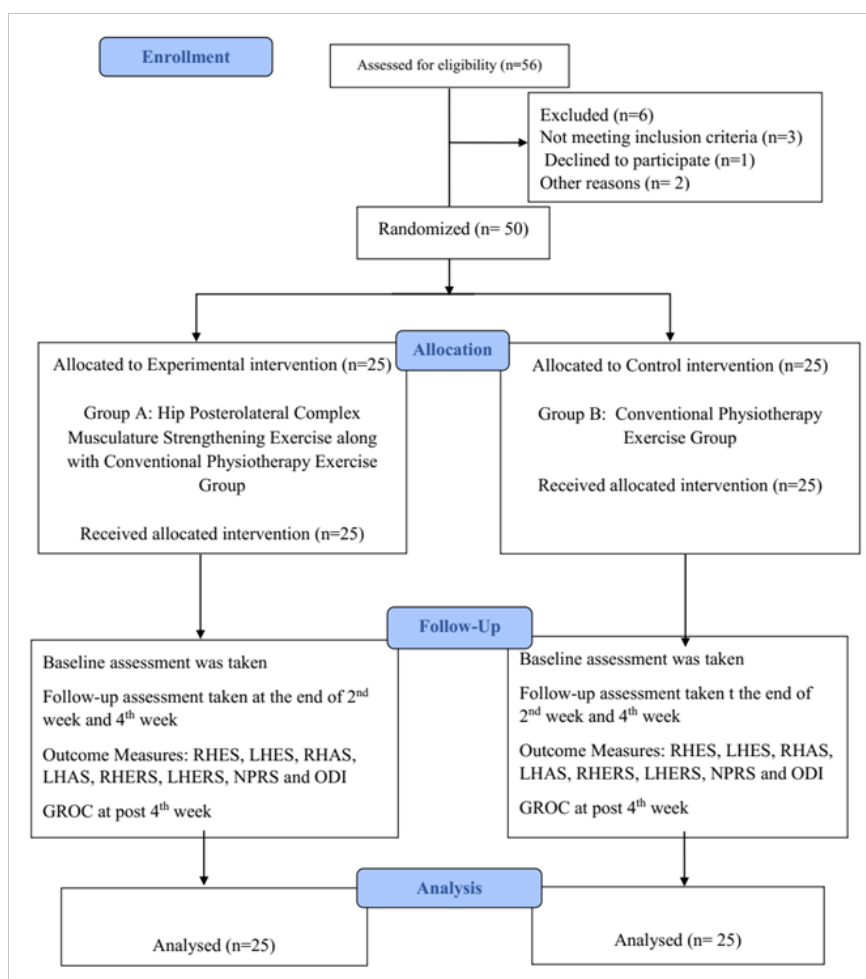 Enrollment
Assessed for eligibility (n=56)
Excluded (n=6)
Not meeting inclusion criteria (n=3)
Declined to participate (n=1)
Other reasons (n= 2)
Randomized (n= 50)
Allocation
Allocated to Experimental intervention (n=25)
Group A: Hip Posterolateral Complex
Musculature Strengthening Exercise along
with Conventional Physiotherapy Exercise
Group
Received allocated intervention (n=25)
Allocated to Control intervention (n=25)
Group B: Conventional Physiotherapy
Exercise Group
Received allocated intervention (n=25)
Follow-Up
Baseline assessment was taken
Follow-up assessment taken at the end of 2nd
week and 4th week
Outcome Measures: RHES, LHES, RHAS,
LHAS, RHERS, LHERS, NPRS and ODI
GROC at post 4th week
Baseline assessment was taken
Follow-up assessment taken t the end of
2nd week and 4th week
Outcome Measures: RHES, LHES, RHAS,
LHAS, RHERS, LHERS, NPRS and ODI
GROC at post 4th week
Analysis
Analysed (n=25)
Analysed (n= 25)